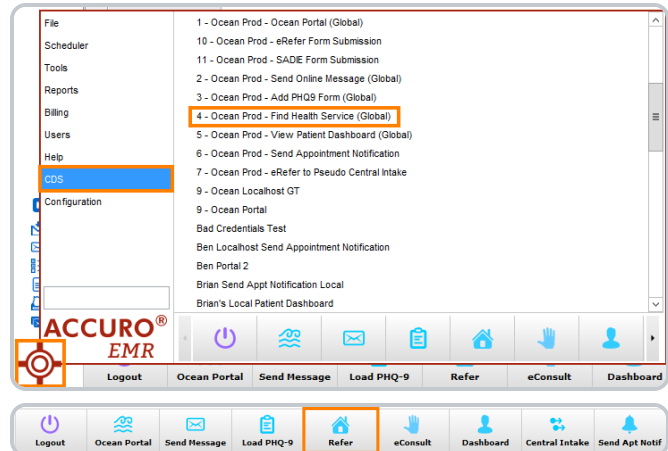 File
Scheduler
Tools
Reports
Billing
Users
Help
CDS
Configuration
1 - Ocean Prod - Ocean Portal (Global)
10 - Ocean Prod - eRefer Form Submission
11 - Ocean Prod - SADIE Form Submission
2 - Ocean Prod - Send Online Message (Global)
3 - Ocean Prod - Add PHQ9 Form (Global)
4 - Ocean Prod - Find Health Service (Global)
5 - Ocean Prod - View Patient Dashboard (Global)
6 - Ocean Prod - Send Appointment Notification
7 - Ocean Prod - eRefer to Pseudo Central Intake
9 - Ocean Localhost GT
9 - Ocean Portal
Bad Credentials Test
Ben Localhost Send Appointment Notification
Ben Portal 2
Brian Send Appt Notification Local
Brian's Local Patient Dashboard
ACCURO®
EMR
Logout Ocean Portal Send Message Load PHQ-9 Refer eConsult Dashboard
Logout Ocean Portal Send Message Load PHQ-9 Refer eConsult Dashboard Central Intake Send Apt Notif